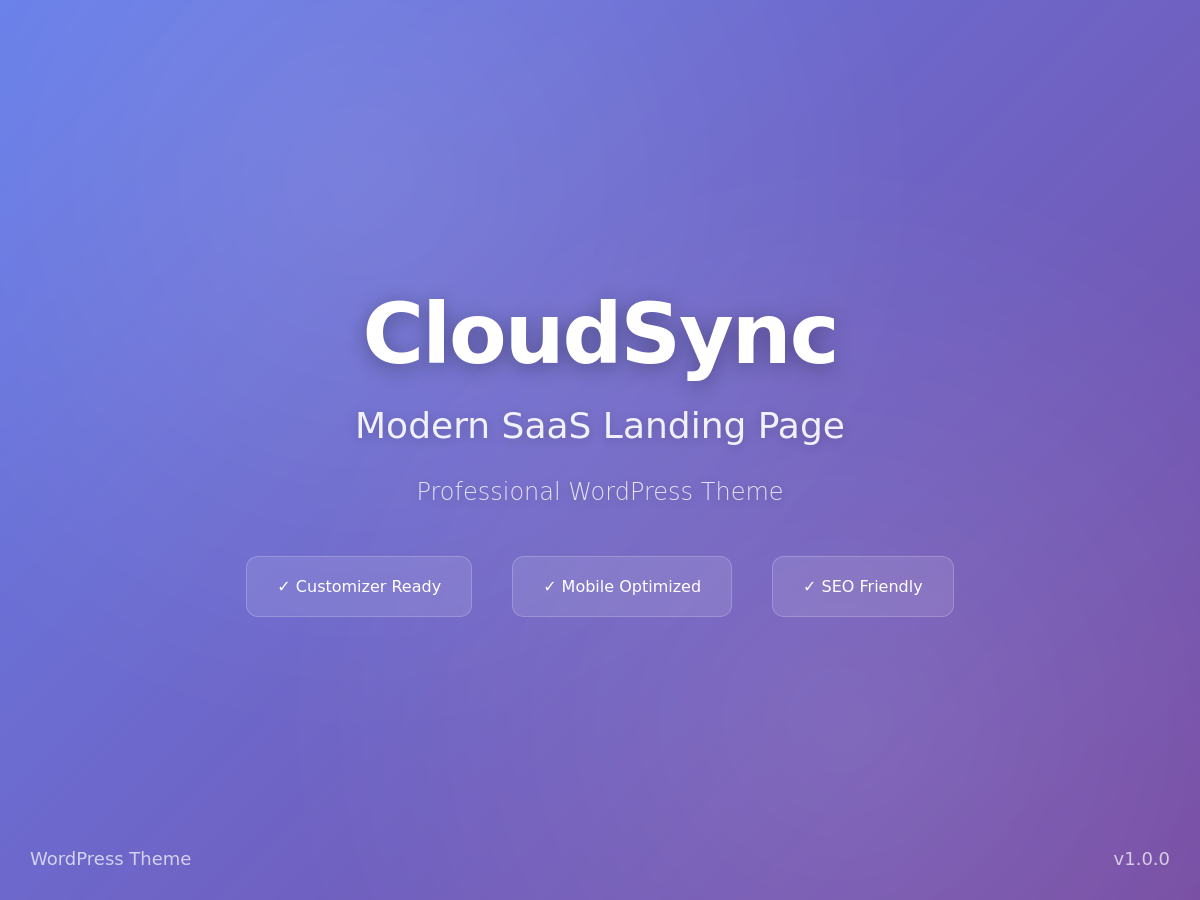 CloudSync
Modern SaaS Landing Page
Professional WordPress Theme
✓ Customizer Ready
✓ Mobile Optimized
✓ SEO Friendly
WordPress Theme
v1.0.0